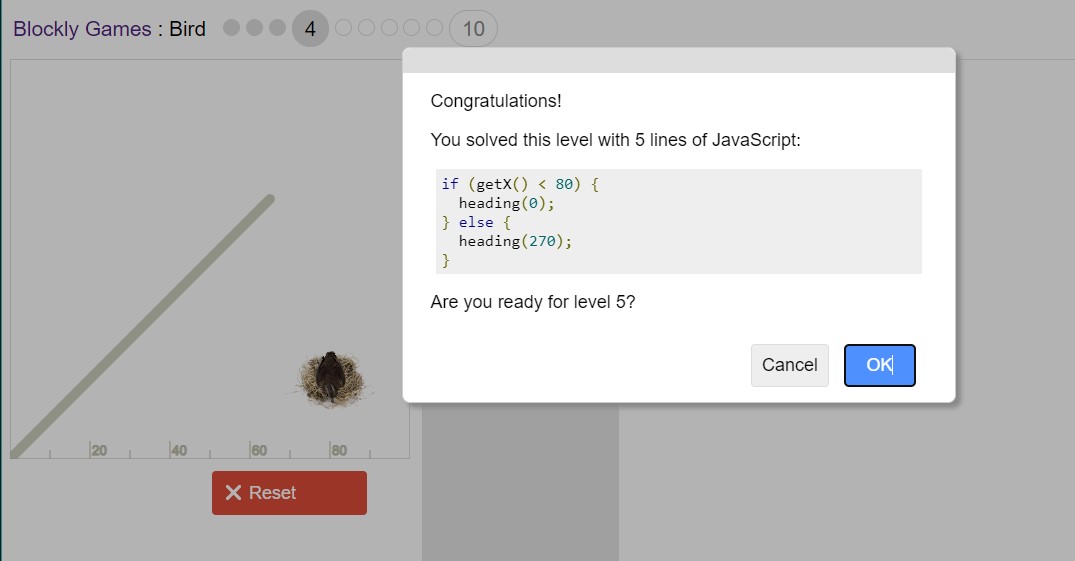 Blockly Games : Bird 4 10
Congratulations!
You solved this level with 5 lines of JavaScript:
if (getX() < 80) {
  heading(0);
} else {
  heading(270);
}
Are you ready for level 5?
Cancel OK
20 40 60 80
Reset